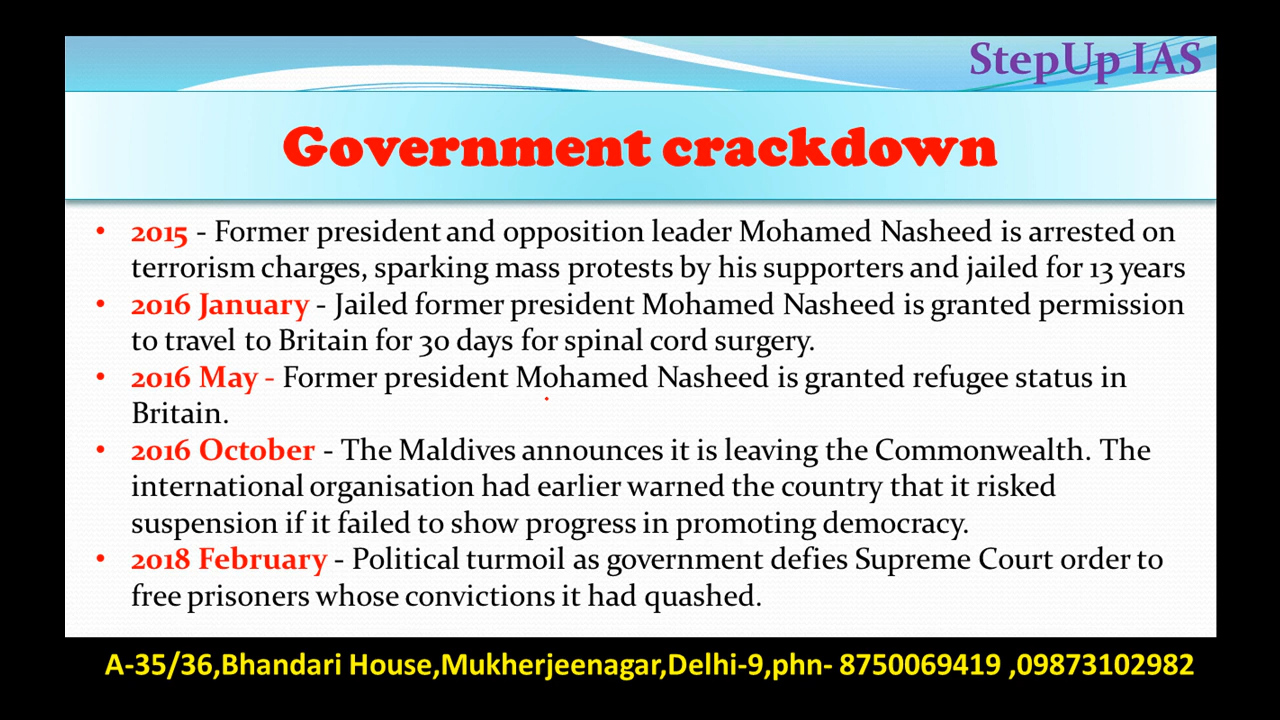 StepUp IAS
Government crackdown
• 2015 - Former president and opposition leader Mohamed Nasheed is arrested on
terrorism charges, sparking mass protests by his supporters and jailed for 13 years
• 2016 January - Jailed former president Mohamed Nasheed is granted permission
to travel to Britain for 30 days for spinal cord surgery.
• 2016 May - Former president Mohamed Nasheed is granted refugee status in
Britain.
• 2016 October - The Maldives announces it is leaving the Commonwealth. The
international organisation had earlier warned the country that it risked
suspension if it failed to show progress in promoting democracy.
• 2018 February - Political turmoil as government defies Supreme Court order to
free prisoners whose convictions it had quashed.
A-35/36,Bhandari House,Mukherjeenagar,Delhi-9,phn- 8750069419 ,09873102982